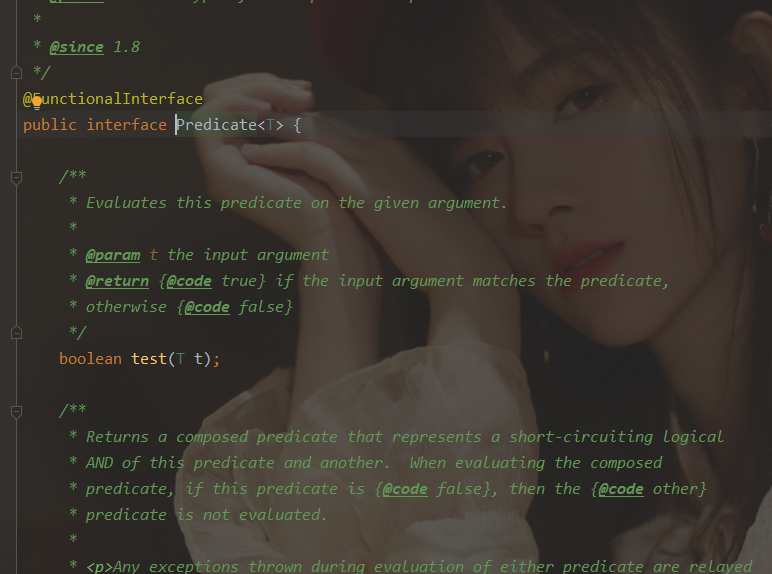 *
* @since 1.8
*/
@FunctionalInterface
public interface Predicate<T> {
/**
* Evaluates this predicate on the given argument.
*
* @param t the input argument
* @return {@code true} if the input argument matches the predicate,
* otherwise {@code false}
*/
boolean test(T t);
/**
* Returns a composed predicate that represents a short-circuiting logical
* AND of this predicate and another.  When evaluating the composed
* predicate, if this predicate is {@code false}, then the {@code other}
* predicate is not evaluated.
*
* <p>Any exceptions thrown during evaluation of either predicate are relayed